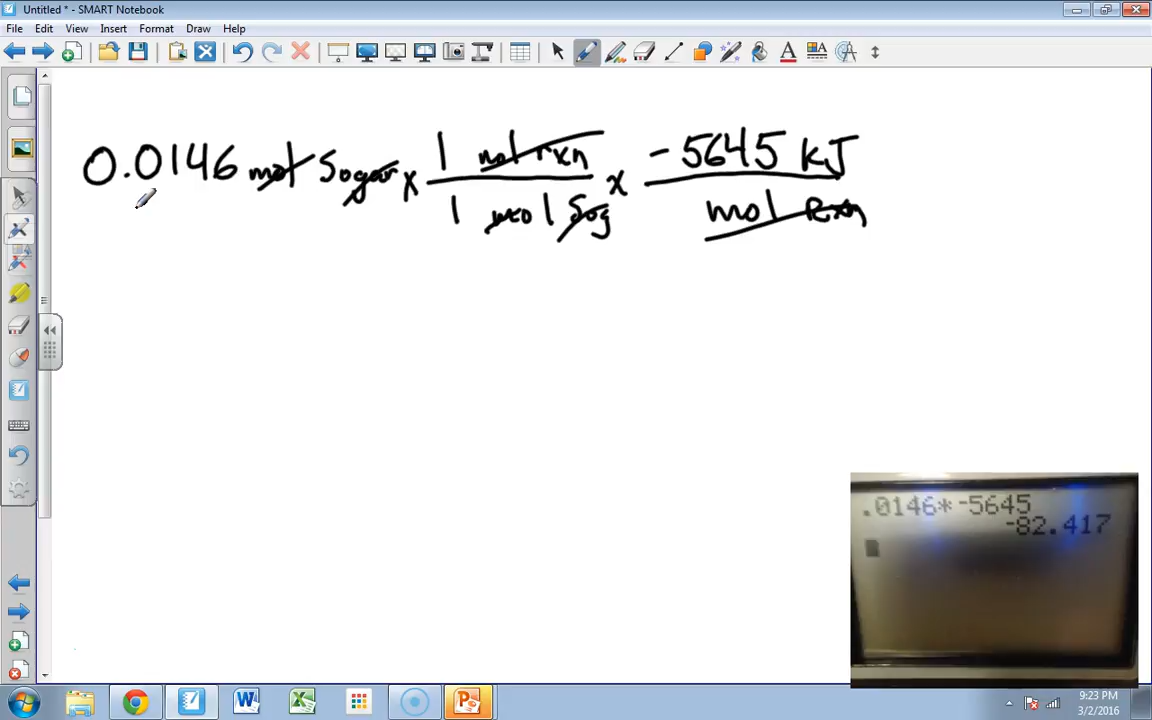 Untitled * - SMART Notebook
File Edit View Insert Format Draw Help
0.0146 mol Sugar x 1 mol rxn x -5645 kJ
1 mol Sug mol Rxn
.0146*-5645
-82.417
9:23 PM
3/2/2016